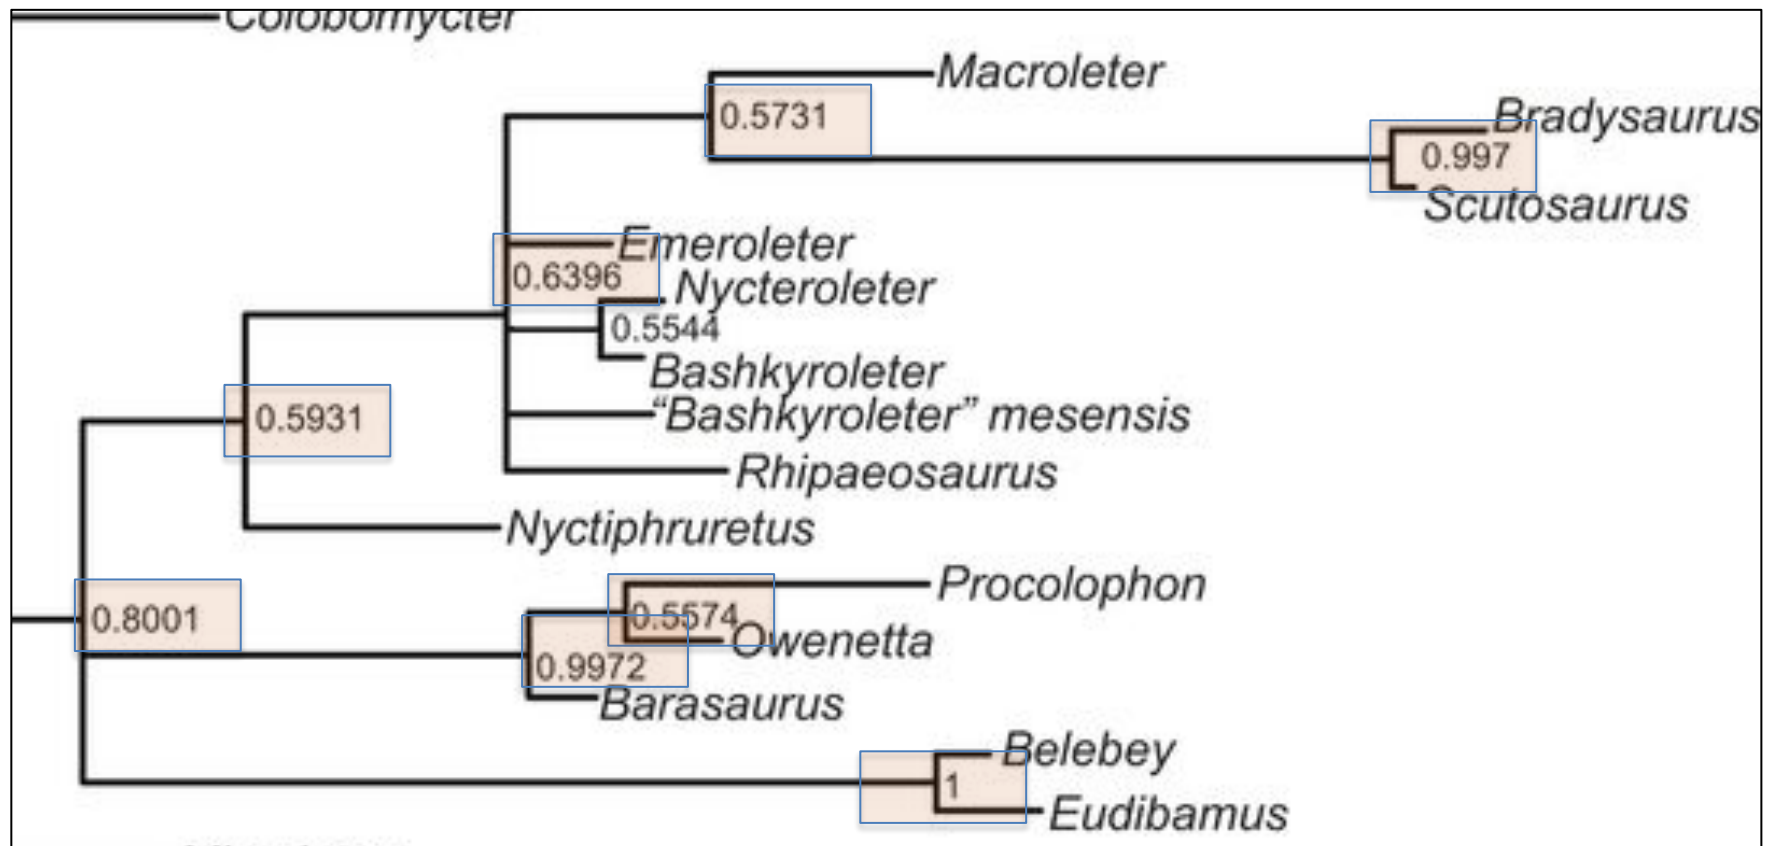 Colobomycter
Macroleter
0.5731
Bradysaurus
0.997
Scutosaurus
Emeroleter
0.6396
Nycteroleter
0.5544
Bashkyroleter
“Bashkyroleter” mesensis
0.5931
Rhipaeosaurus
Nyctiphruretus
Procolophon
0.8001
0.5574
Owenetta
0.9972
Barasaurus
Belebey
1
Eudibamus